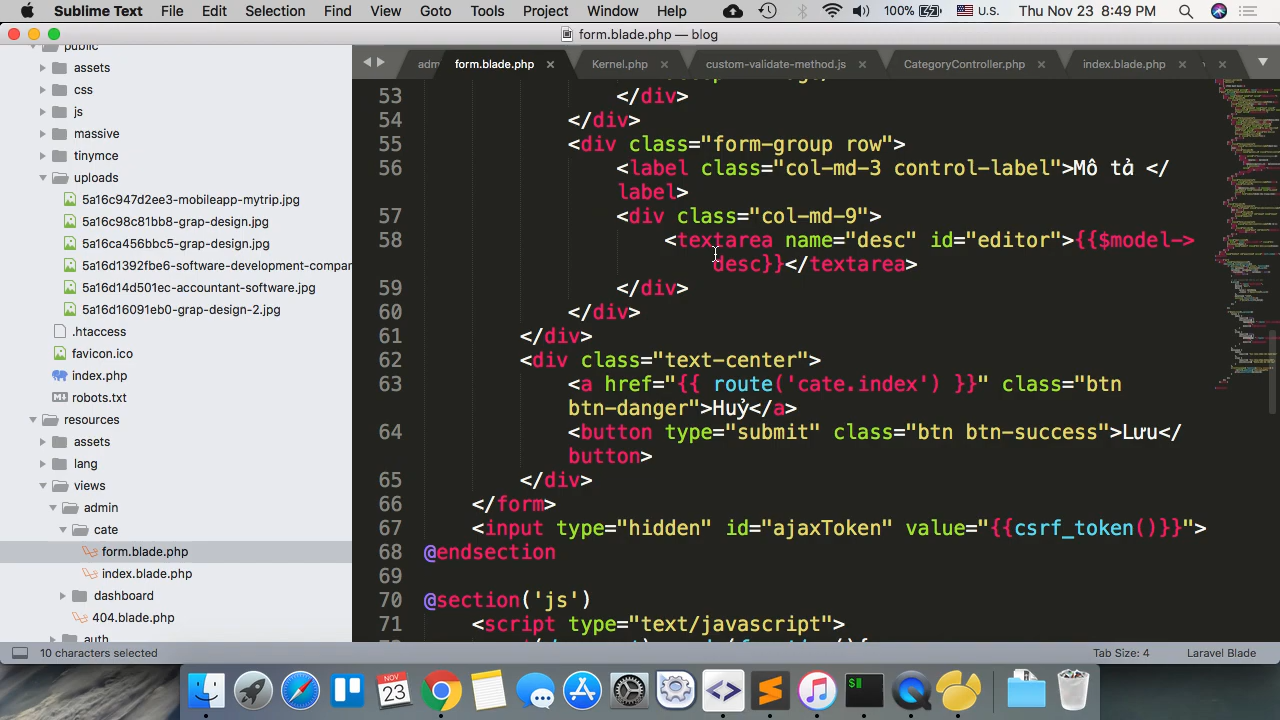 Sublime Text File Edit Selection Find View Goto Tools Project Window Help 100% U.S. Thu Nov 23 8:49 PM
form.blade.php — blog
public
assets
css
js
massive
tinymce
uploads
5a16c947d2ee3-mobileapp-mytrip.jpg
5a16c98c81bb8-grap-design.jpg
5a16ca456bbc5-grap-design.jpg
5a16d1392fbe6-software-development-compan
5a16d14d501ec-accountant-software.jpg
5a16d16091eb0-grap-design-2.jpg
.htaccess
favicon.ico
index.php
robots.txt
resources
assets
lang
views
admin
cate
form.blade.php
index.blade.php
dashboard
404.blade.php
auth
adm form.blade.php Kernel.php custom-validate-method.js CategoryController.php index.blade.php
53 </div>
54 </div>
55 <div class="form-group row">
56 <label class="col-md-3 control-label">Mô tả </
label>
57 <div class="col-md-9">
58 <textarea name="desc" id="editor">{{$model->
desc}}</textarea>
59 </div>
60 </div>
61 </div>
62 <div class="text-center">
63 <a href="{{ route('cate.index') }}" class="btn
btn-danger">Huỷ</a>
64 <button type="submit" class="btn btn-success">Lưu</
button>
65 </div>
66 </form>
67 <input type="hidden" id="ajaxToken" value="{{csrf_token()}}">
68 @endsection
69
70 @section('js')
71 <script type="text/javascript">
10 characters selected Tab Size: 4 Laravel Blade
NOV
23